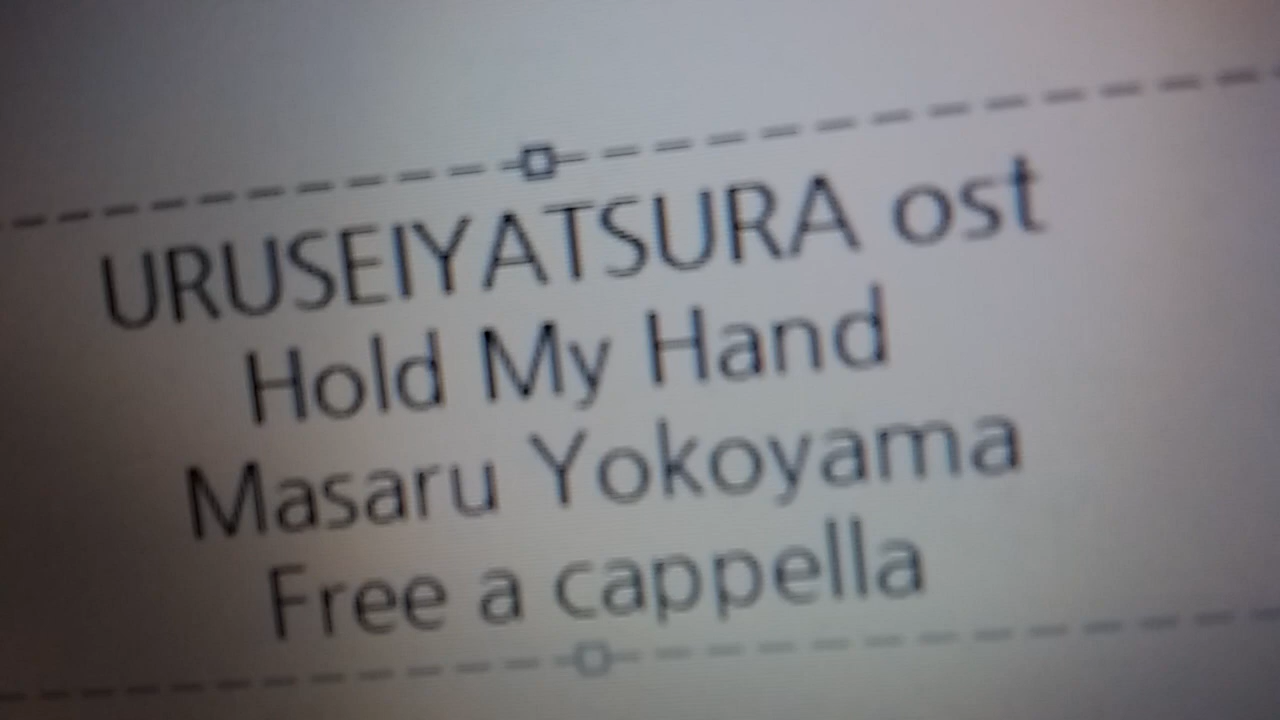 URUSEIYATSURA ost
Hold My Hand
Masaru Yokoyama
Free a cappella